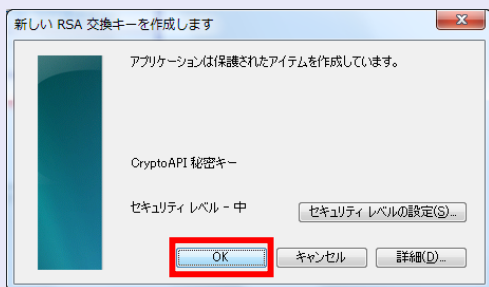 新しい RSA 交換キーを作成します
アプリケーションは保護されたアイテムを作成しています。
CryptoAPI 秘密キー
セキュリティ レベル - 中
セキュリティ レベルの設定(S)...
OK
キャンセル
詳細(D)...